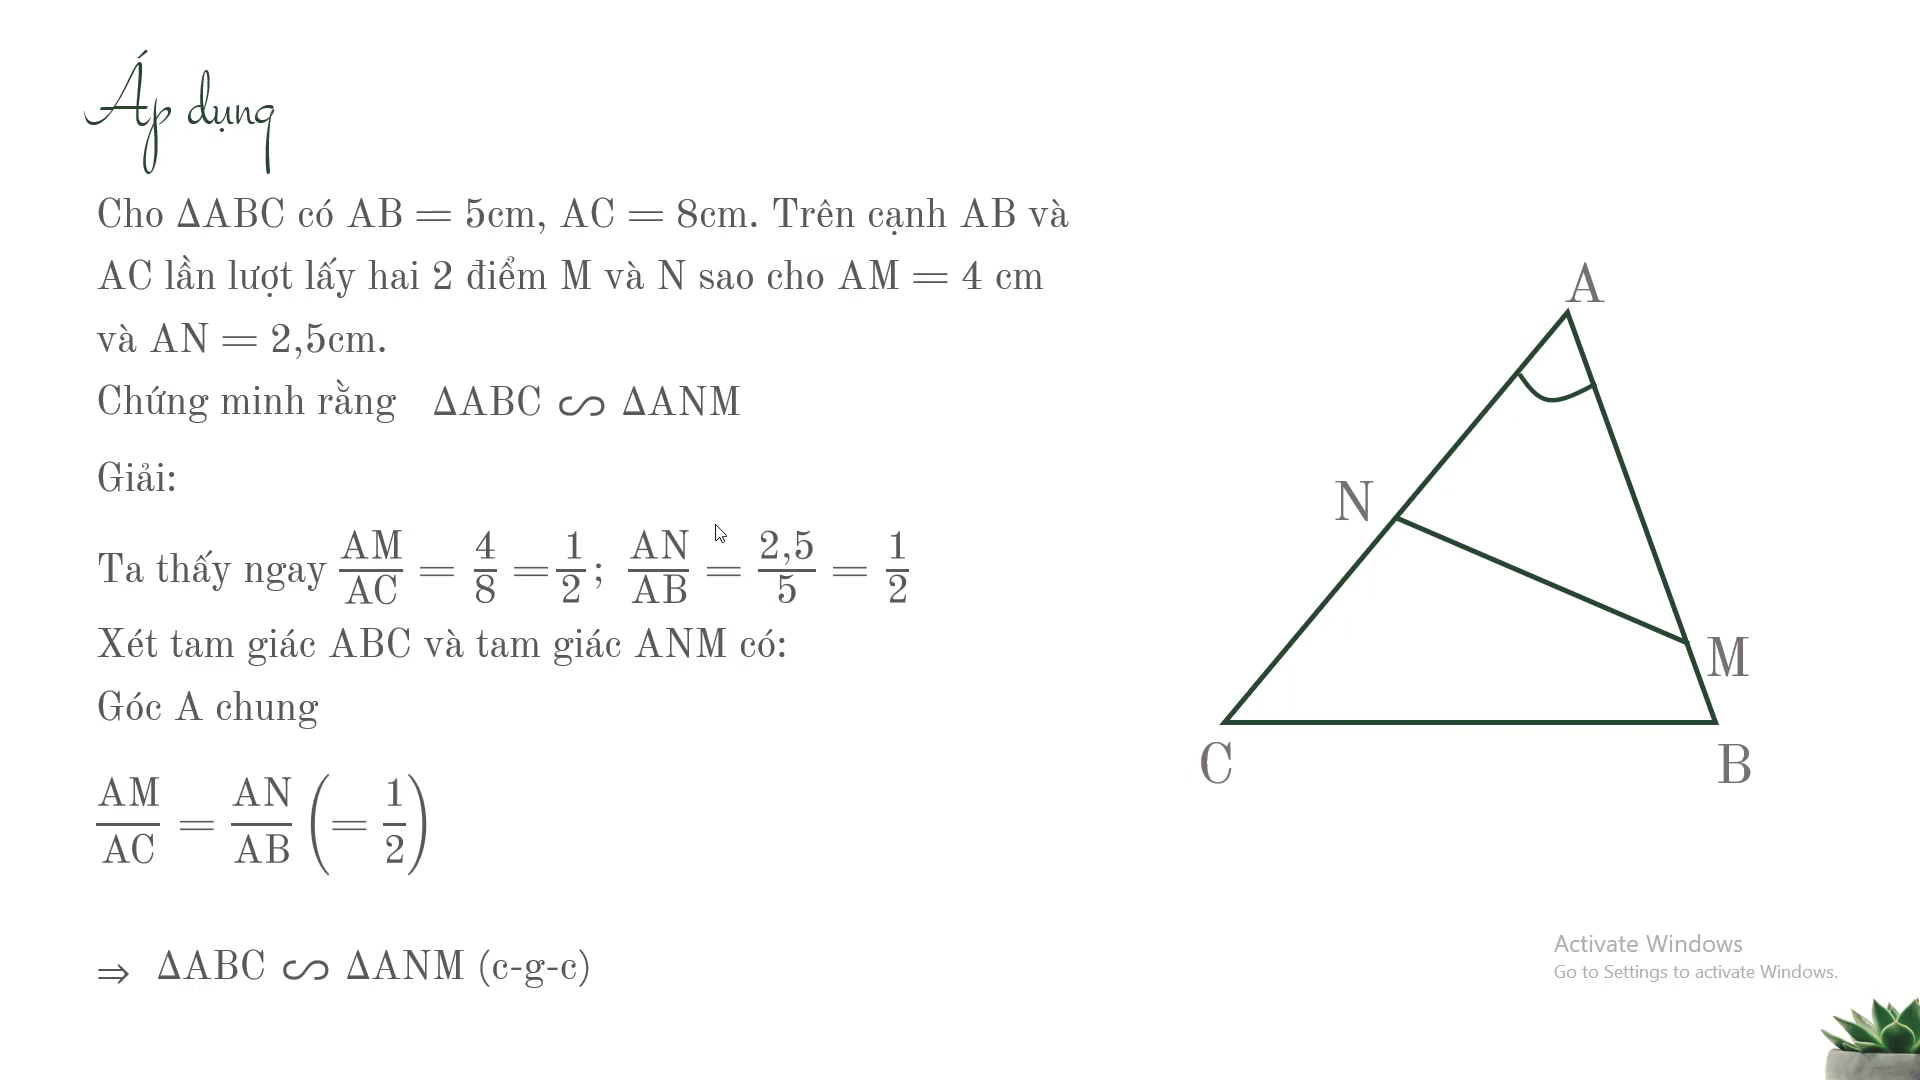 Áp dụng
Cho ΔABC có AB = 5cm, AC = 8cm. Trên cạnh AB và
AC lần lượt lấy hai 2 điểm M và N sao cho AM = 4 cm
và AN = 2,5cm.
Chứng minh rằng ΔABC ∽ ΔANM
Giải:
Ta thấy ngay AM/AC = 4/8 = 1/2 ; AN/AB = 2,5/5 = 1/2
Xét tam giác ABC và tam giác ANM có:
Góc A chung
AM/AC = AN/AB (= 1/2)
⇒ ΔABC ∽ ΔANM (c-g-c)
A
N
M
C
B
Activate Windows
Go to Settings to activate Windows.